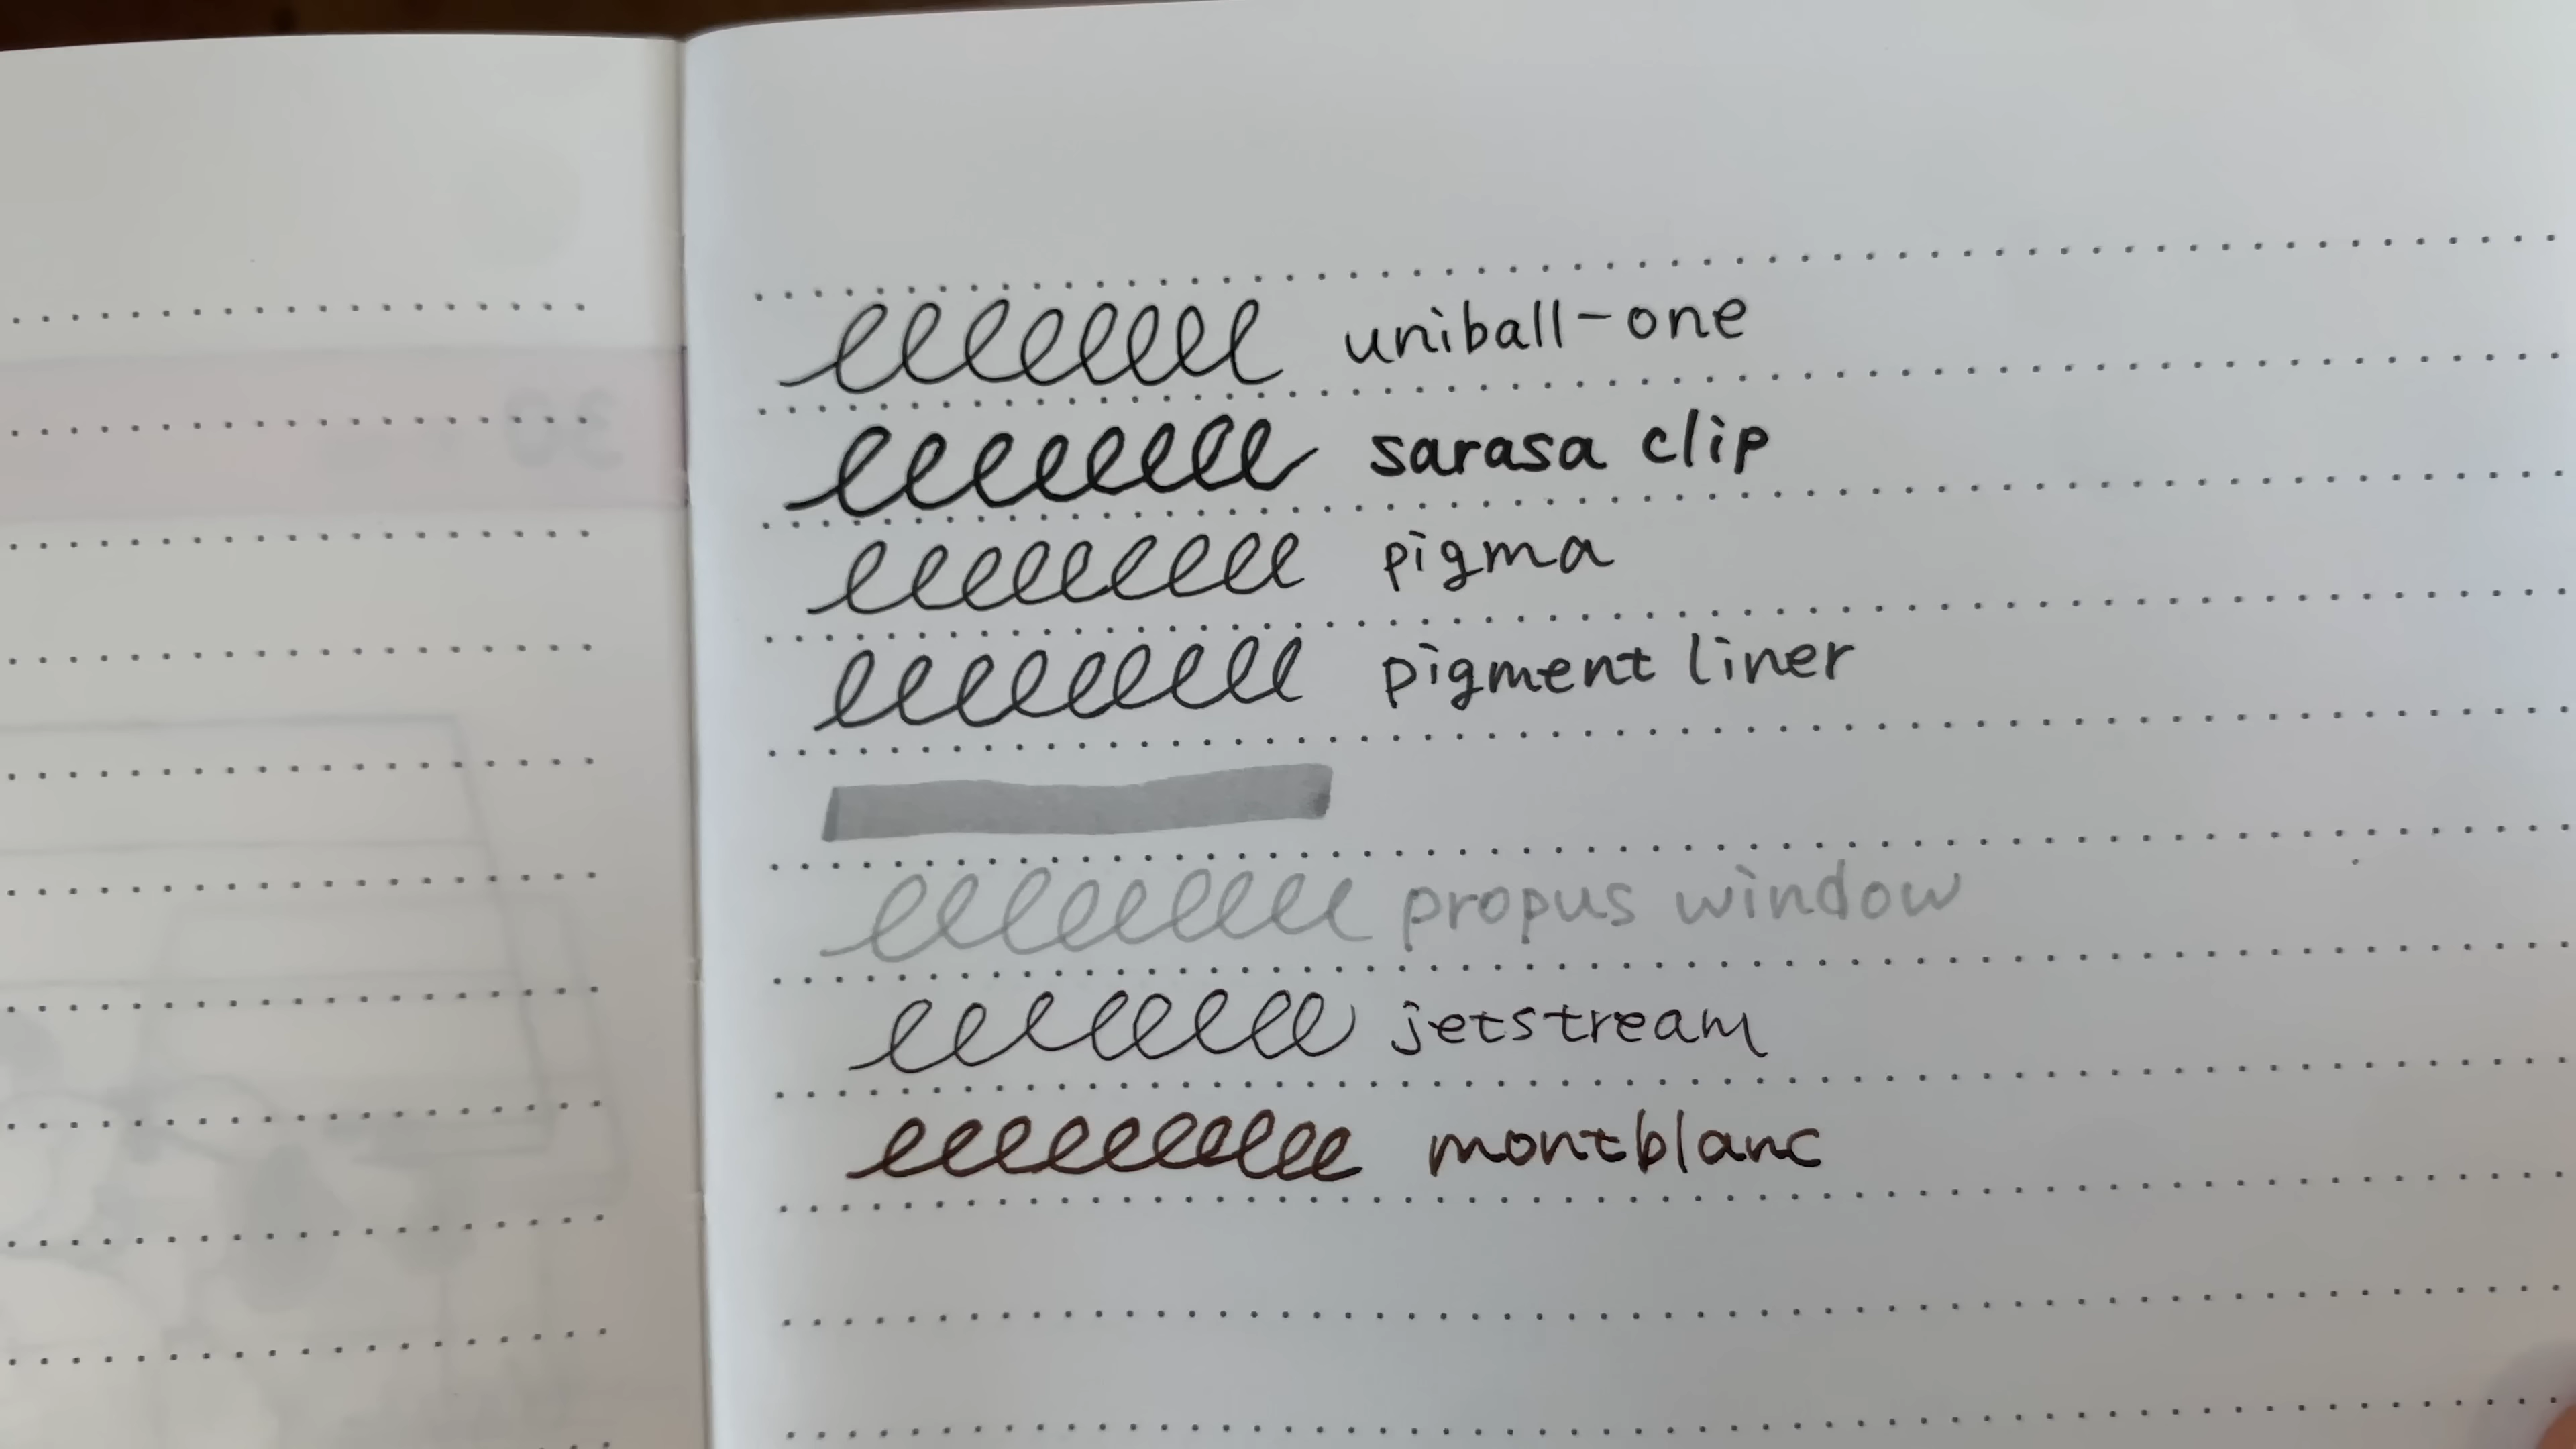 uniball-one
sarasa clip
pigma
pigment liner
propus window
jetstream
montblanc